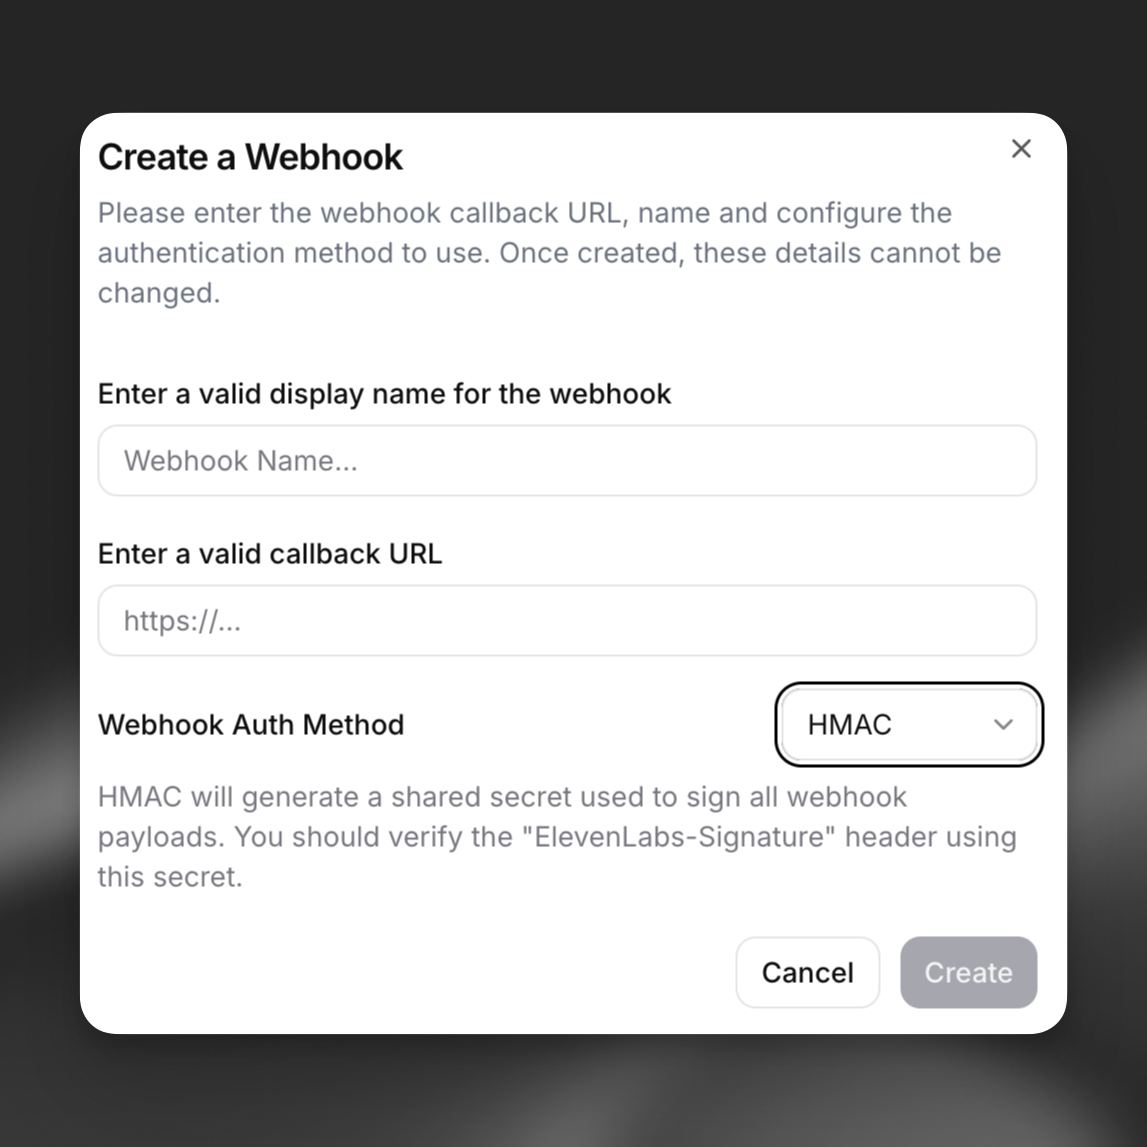 Create a Webhook
Please enter the webhook callback URL, name and configure the
authentication method to use. Once created, these details cannot be
changed.
Enter a valid display name for the webhook
Webhook Name...
Enter a valid callback URL
https://...
Webhook Auth Method
HMAC
HMAC will generate a shared secret used to sign all webhook
payloads. You should verify the "ElevenLabs-Signature" header using
this secret.
Cancel
Create